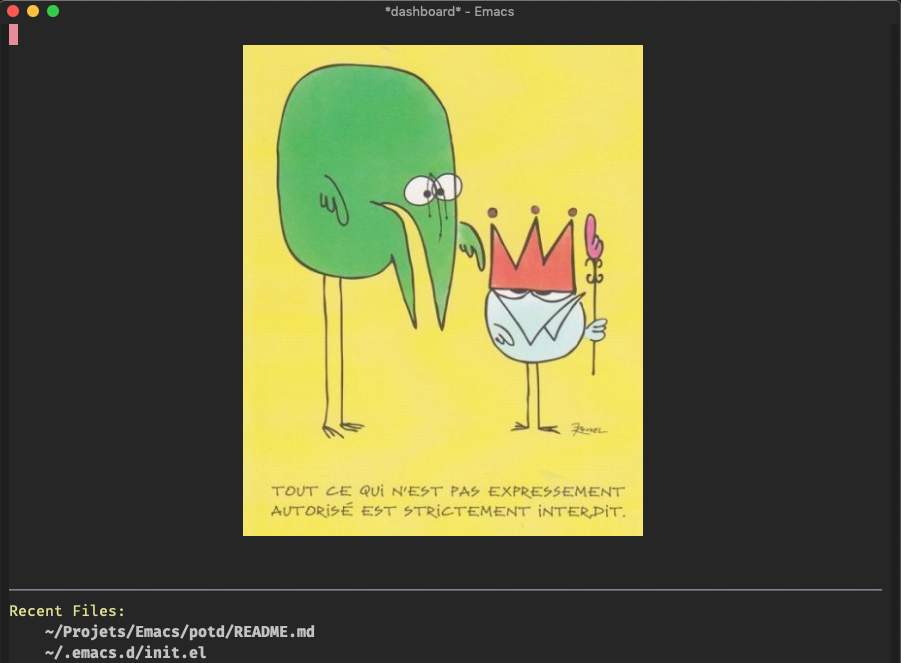 *dashboard* - Emacs
Rouxel
TOUT CE QUI N'EST PAS EXPRESSEMENT
AUTORISÉ EST STRICTEMENT INTERDIT.
Recent Files:
~/Projets/Emacs/potd/README.md
~/.emacs.d/init.el